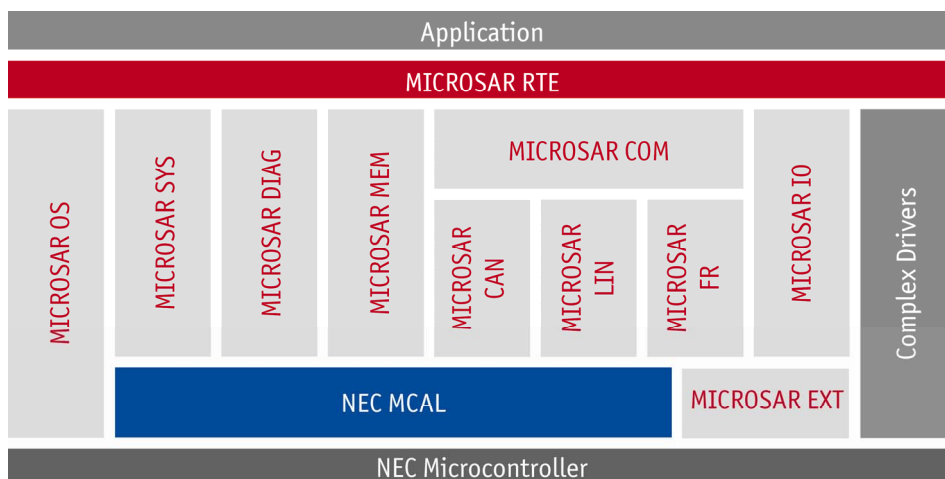 Application
MICROSAR RTE
MICROSAR OS
MICROSAR SYS
MICROSAR DIAG
MICROSAR MEM
MICROSAR COM
MICROSAR
CAN
MICROSAR
LIN
MICROSAR
FR
MICROSAR IO
Complex Drivers
NEC MCAL
MICROSAR EXT
NEC Microcontroller